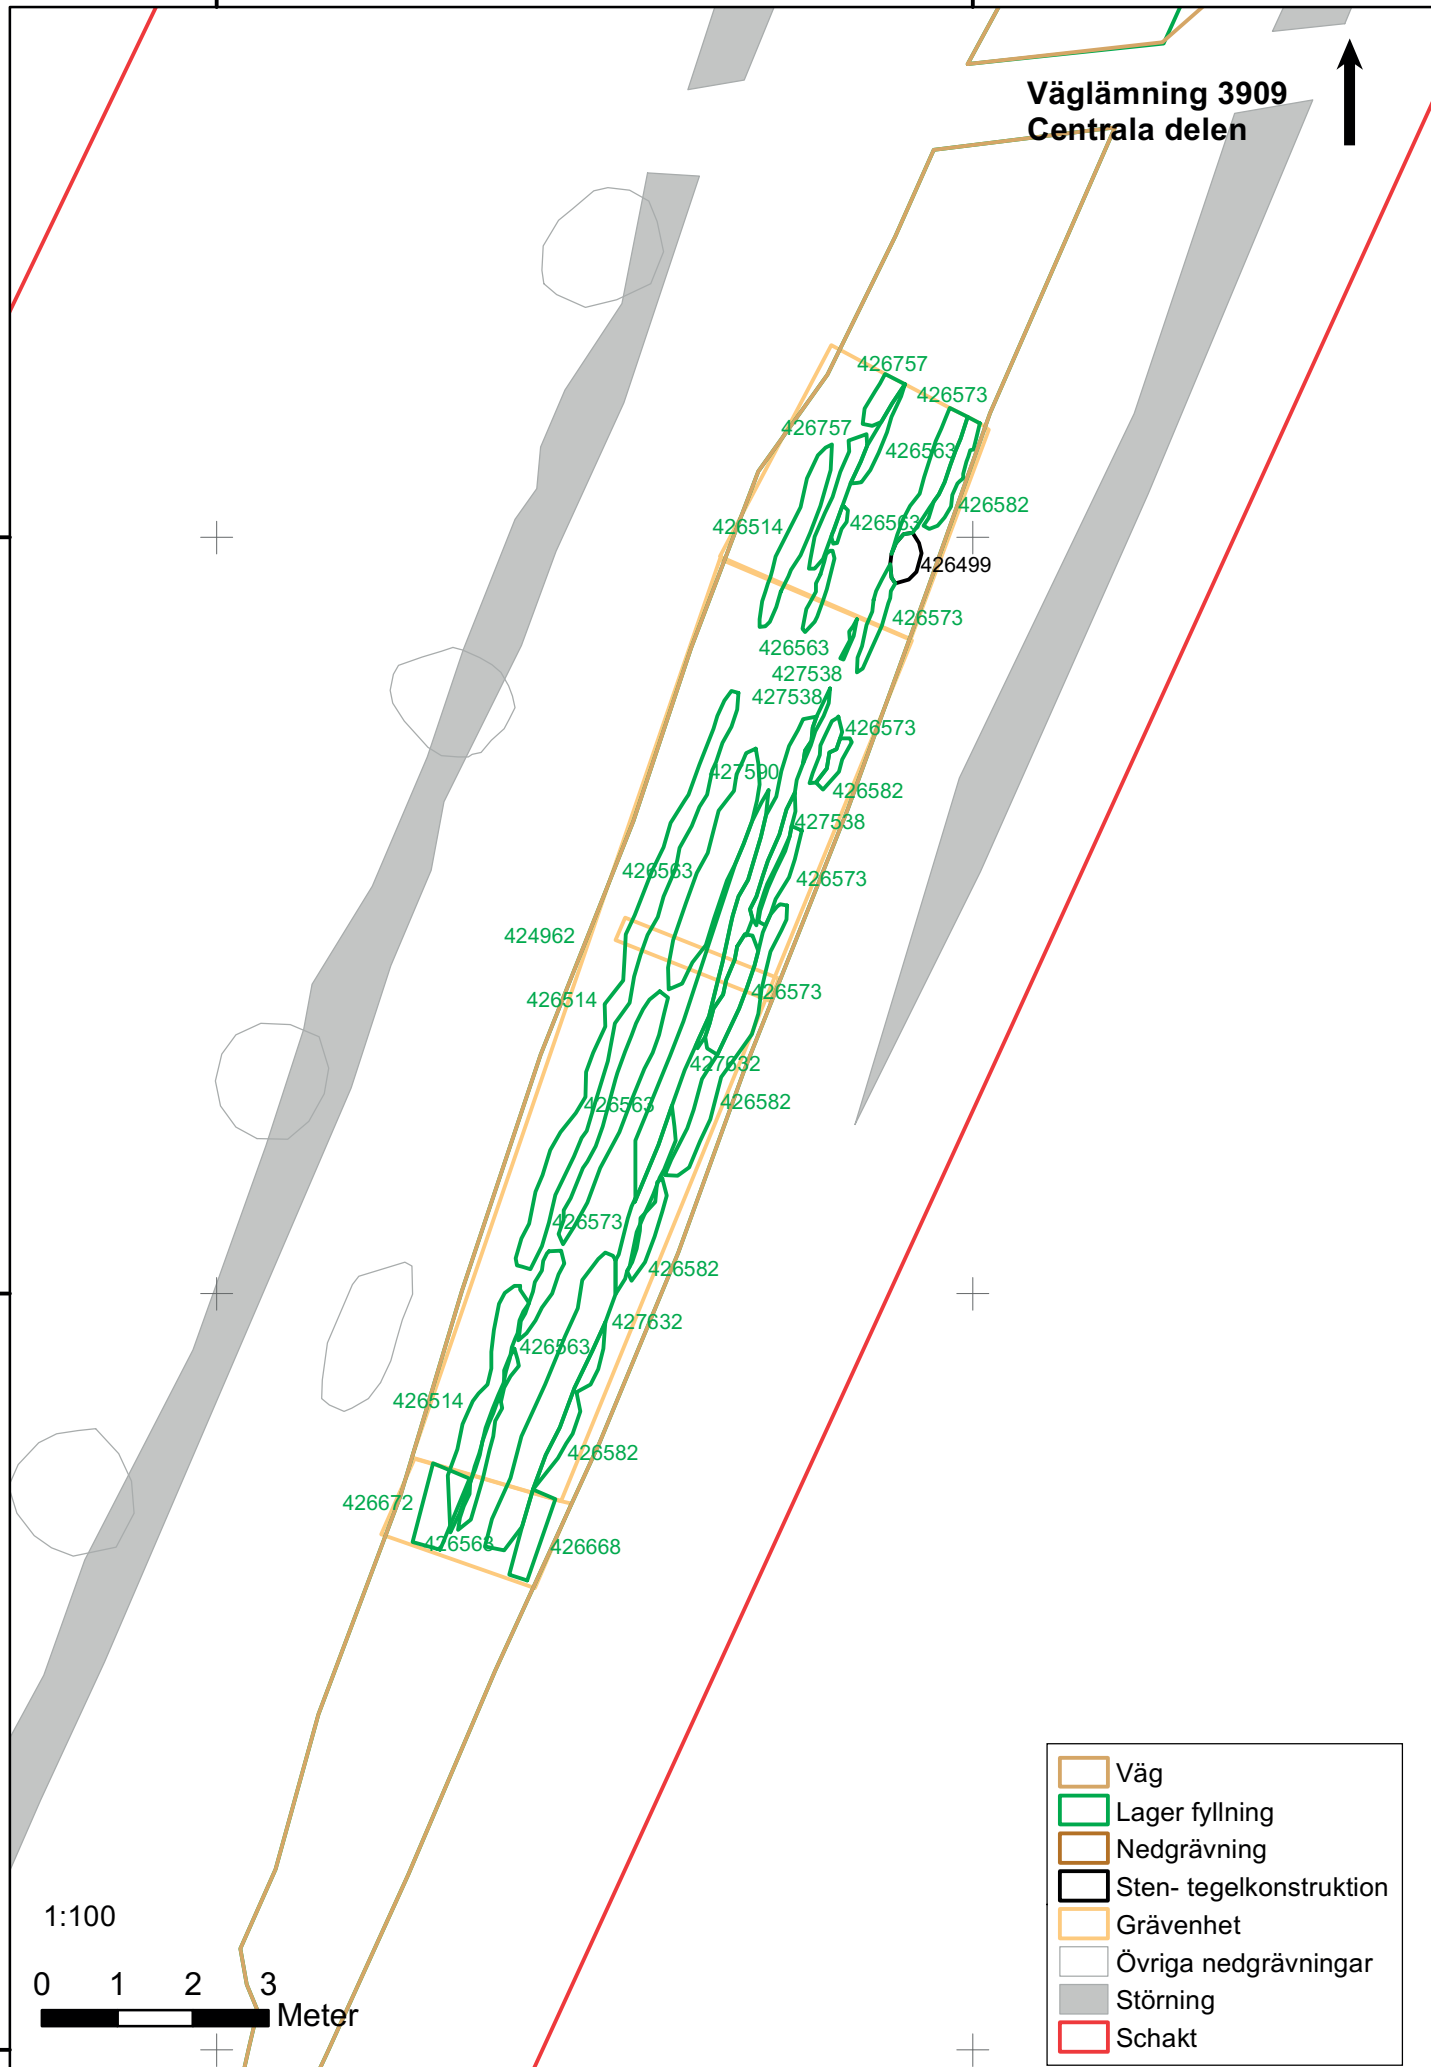 Väglämning 3909
Centrala delen
426757
426573
426757
426563
426582
426514
426563
426499
426573
426563
427538
427538
426573
427590
426582
427538
426563
426573
424962
426573
426514
427632
426582
426563
426573
426582
427632
426563
426514
426582
426672
426563
426668
Väg
Lager fyllning
Nedgrävning
Sten- tegelkonstruktion
Grävenhet
Övriga nedgrävningar
Störning
Schakt
1:100
0 1 2 3
Meter